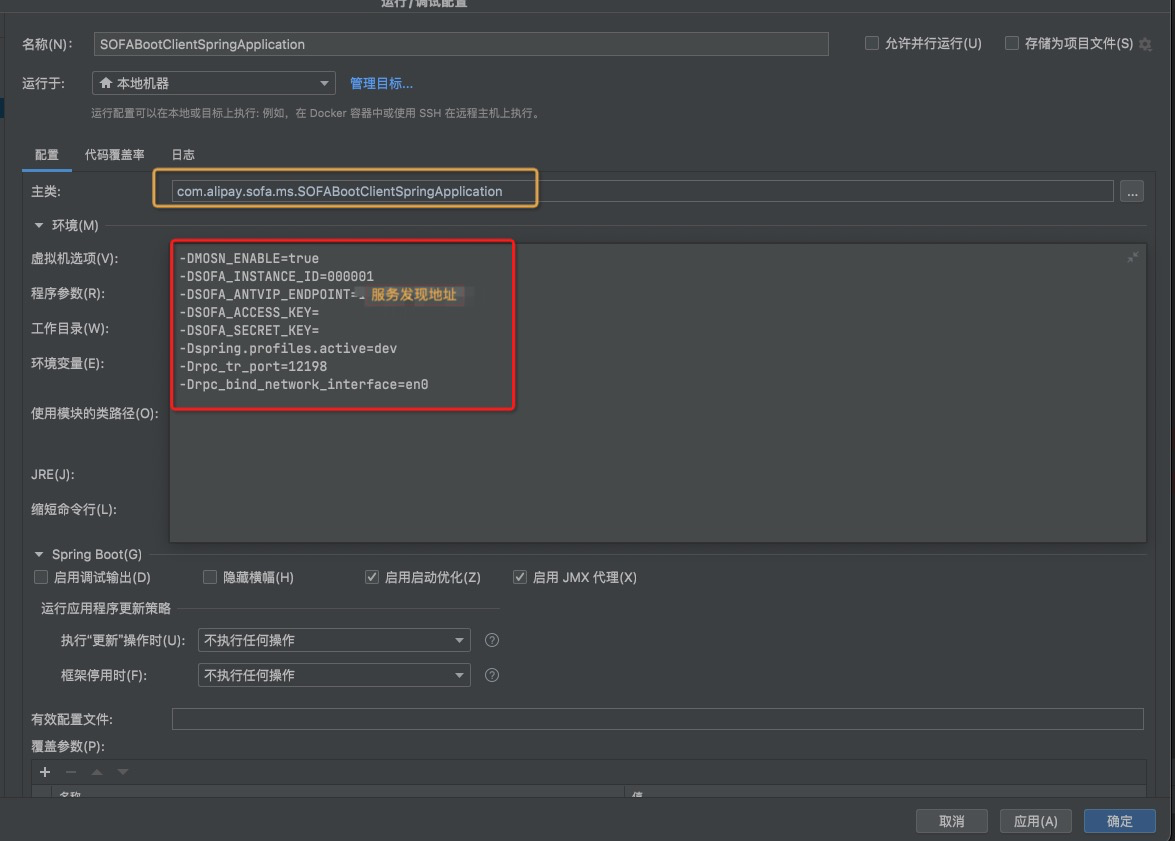 运行/调试配置
名称(N): SOFABootClientSpringApplication 允许并行运行(U) 存储为项目文件(S)
运行于: 本地机器 管理目标...
运行配置可以在本地或目标上执行: 例如，在 Docker 容器中或使用 SSH 在远程主机上执行。
配置 代码覆盖率 日志
主类: com.alipay.sofa.ms.SOFABootClientSpringApplication ...
环境(M)
虚拟机选项(V):
程序参数(R):
工作目录(W):
环境变量(E):
使用模块的类路径(O):
JRE(J):
缩短命令行(L):
-DMOSN_ENABLE=true
-DSOFA_INSTANCE_ID=000001
-DSOFA_ANTVIP_ENDPOINT= 服务发现地址
-DSOFA_ACCESS_KEY=
-DSOFA_SECRET_KEY=
-Dspring.profiles.active=dev
-Drpc_tr_port=12198
-Drpc_bind_network_interface=en0
Spring Boot(G)
启用调试输出(D) 隐藏横幅(H) 启用启动优化(Z) 启用 JMX 代理(X)
运行应用程序更新策略
执行“更新”操作时(U): 不执行任何操作 ?
框架停用时(F): 不执行任何操作 ?
有效配置文件:
覆盖参数(P):
名称 值
取消 应用(A) 确定